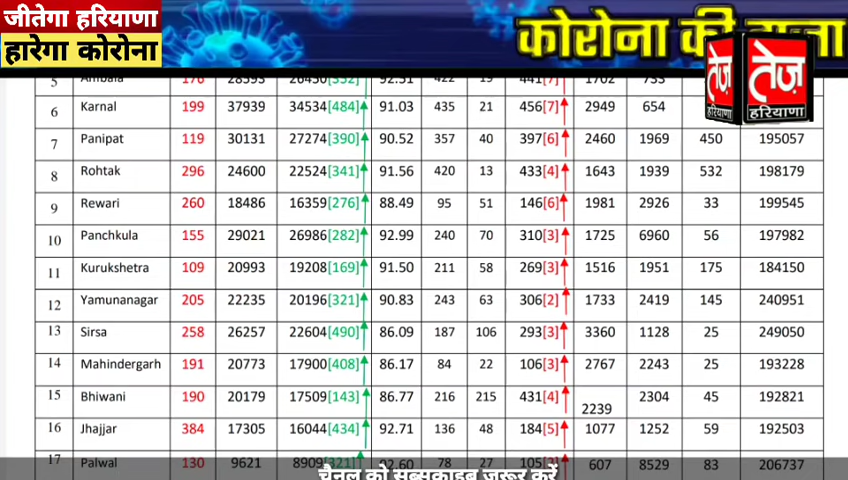 जीतेगा हरियाणा
हारेगा कोरोना
कोरोना की
तेज़ हरियाणा
तेज़ हरियाणा
5 Ambala 176 28593 26450[352] 92.51 422 19 441[7] 1702 733
6 Karnal 199 37939 34534[484] 91.03 435 21 456[7] 2949 654
7 Panipat 119 30131 27274[390] 90.52 357 40 397[6] 2460 1969 450 195057
8 Rohtak 296 24600 22524[341] 91.56 420 13 433[4] 1643 1939 532 198179
9 Rewari 260 18486 16359[276] 88.49 95 51 146[6] 1981 2926 33 199545
10 Panchkula 155 29021 26986[282] 92.99 240 70 310[3] 1725 6960 56 197982
11 Kurukshetra 109 20993 19208[169] 91.50 211 58 269[3] 1516 1951 175 184150
12 Yamunanagar 205 22235 20196[321] 90.83 243 63 306[2] 1733 2419 145 240951
13 Sirsa 258 26257 22604[490] 86.09 187 106 293[3] 3360 1128 25 249050
14 Mahindergarh 191 20773 17900[408] 86.17 84 22 106[3] 2767 2243 25 193228
15 Bhiwani 190 20179 17509[143] 86.77 216 215 431[4] 2239 2304 45 192821
16 Jhajjar 384 17305 16044[434] 92.71 136 48 184[5] 1077 1252 59 192503
17 Palwal 130 9621 8909[321] 92.60 78 27 105[3] 607 8529 83 206737
चैनल को सब्सक्राइब जरूर करें